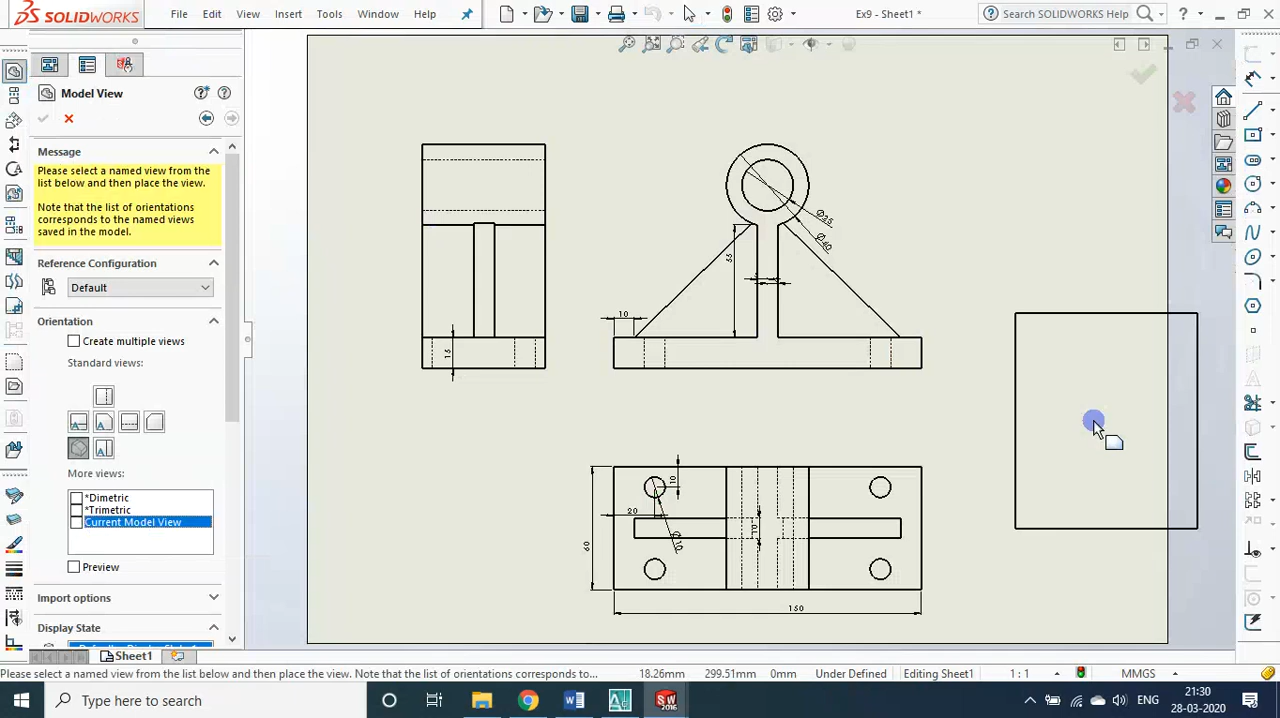 SOLIDWORKS File Edit View Insert Tools Window Help Ex9 - Sheet1 * Search SOLIDWORKS Help
Model View
Message
Please select a named view from the
list below and then place the view.
Note that the list of orientations
corresponds to the named views
saved in the model.
Reference Configuration
Default
Orientation
Create multiple views
Standard views:
More views:
*Dimetric
*Trimetric
Current Model View
Preview
Import options
Display State
Ø25
Ø40
55
10
15
10
20
Ø10
60
150
Sheet1
Please select a named view from the list below and then place the view. Note that the list of orientations corresponds to... 18.26mm 299.51mm 0mm Under Defined Editing Sheet1 1 : 1 MMGS
Type here to search
ENG
21:30
28-03-2020